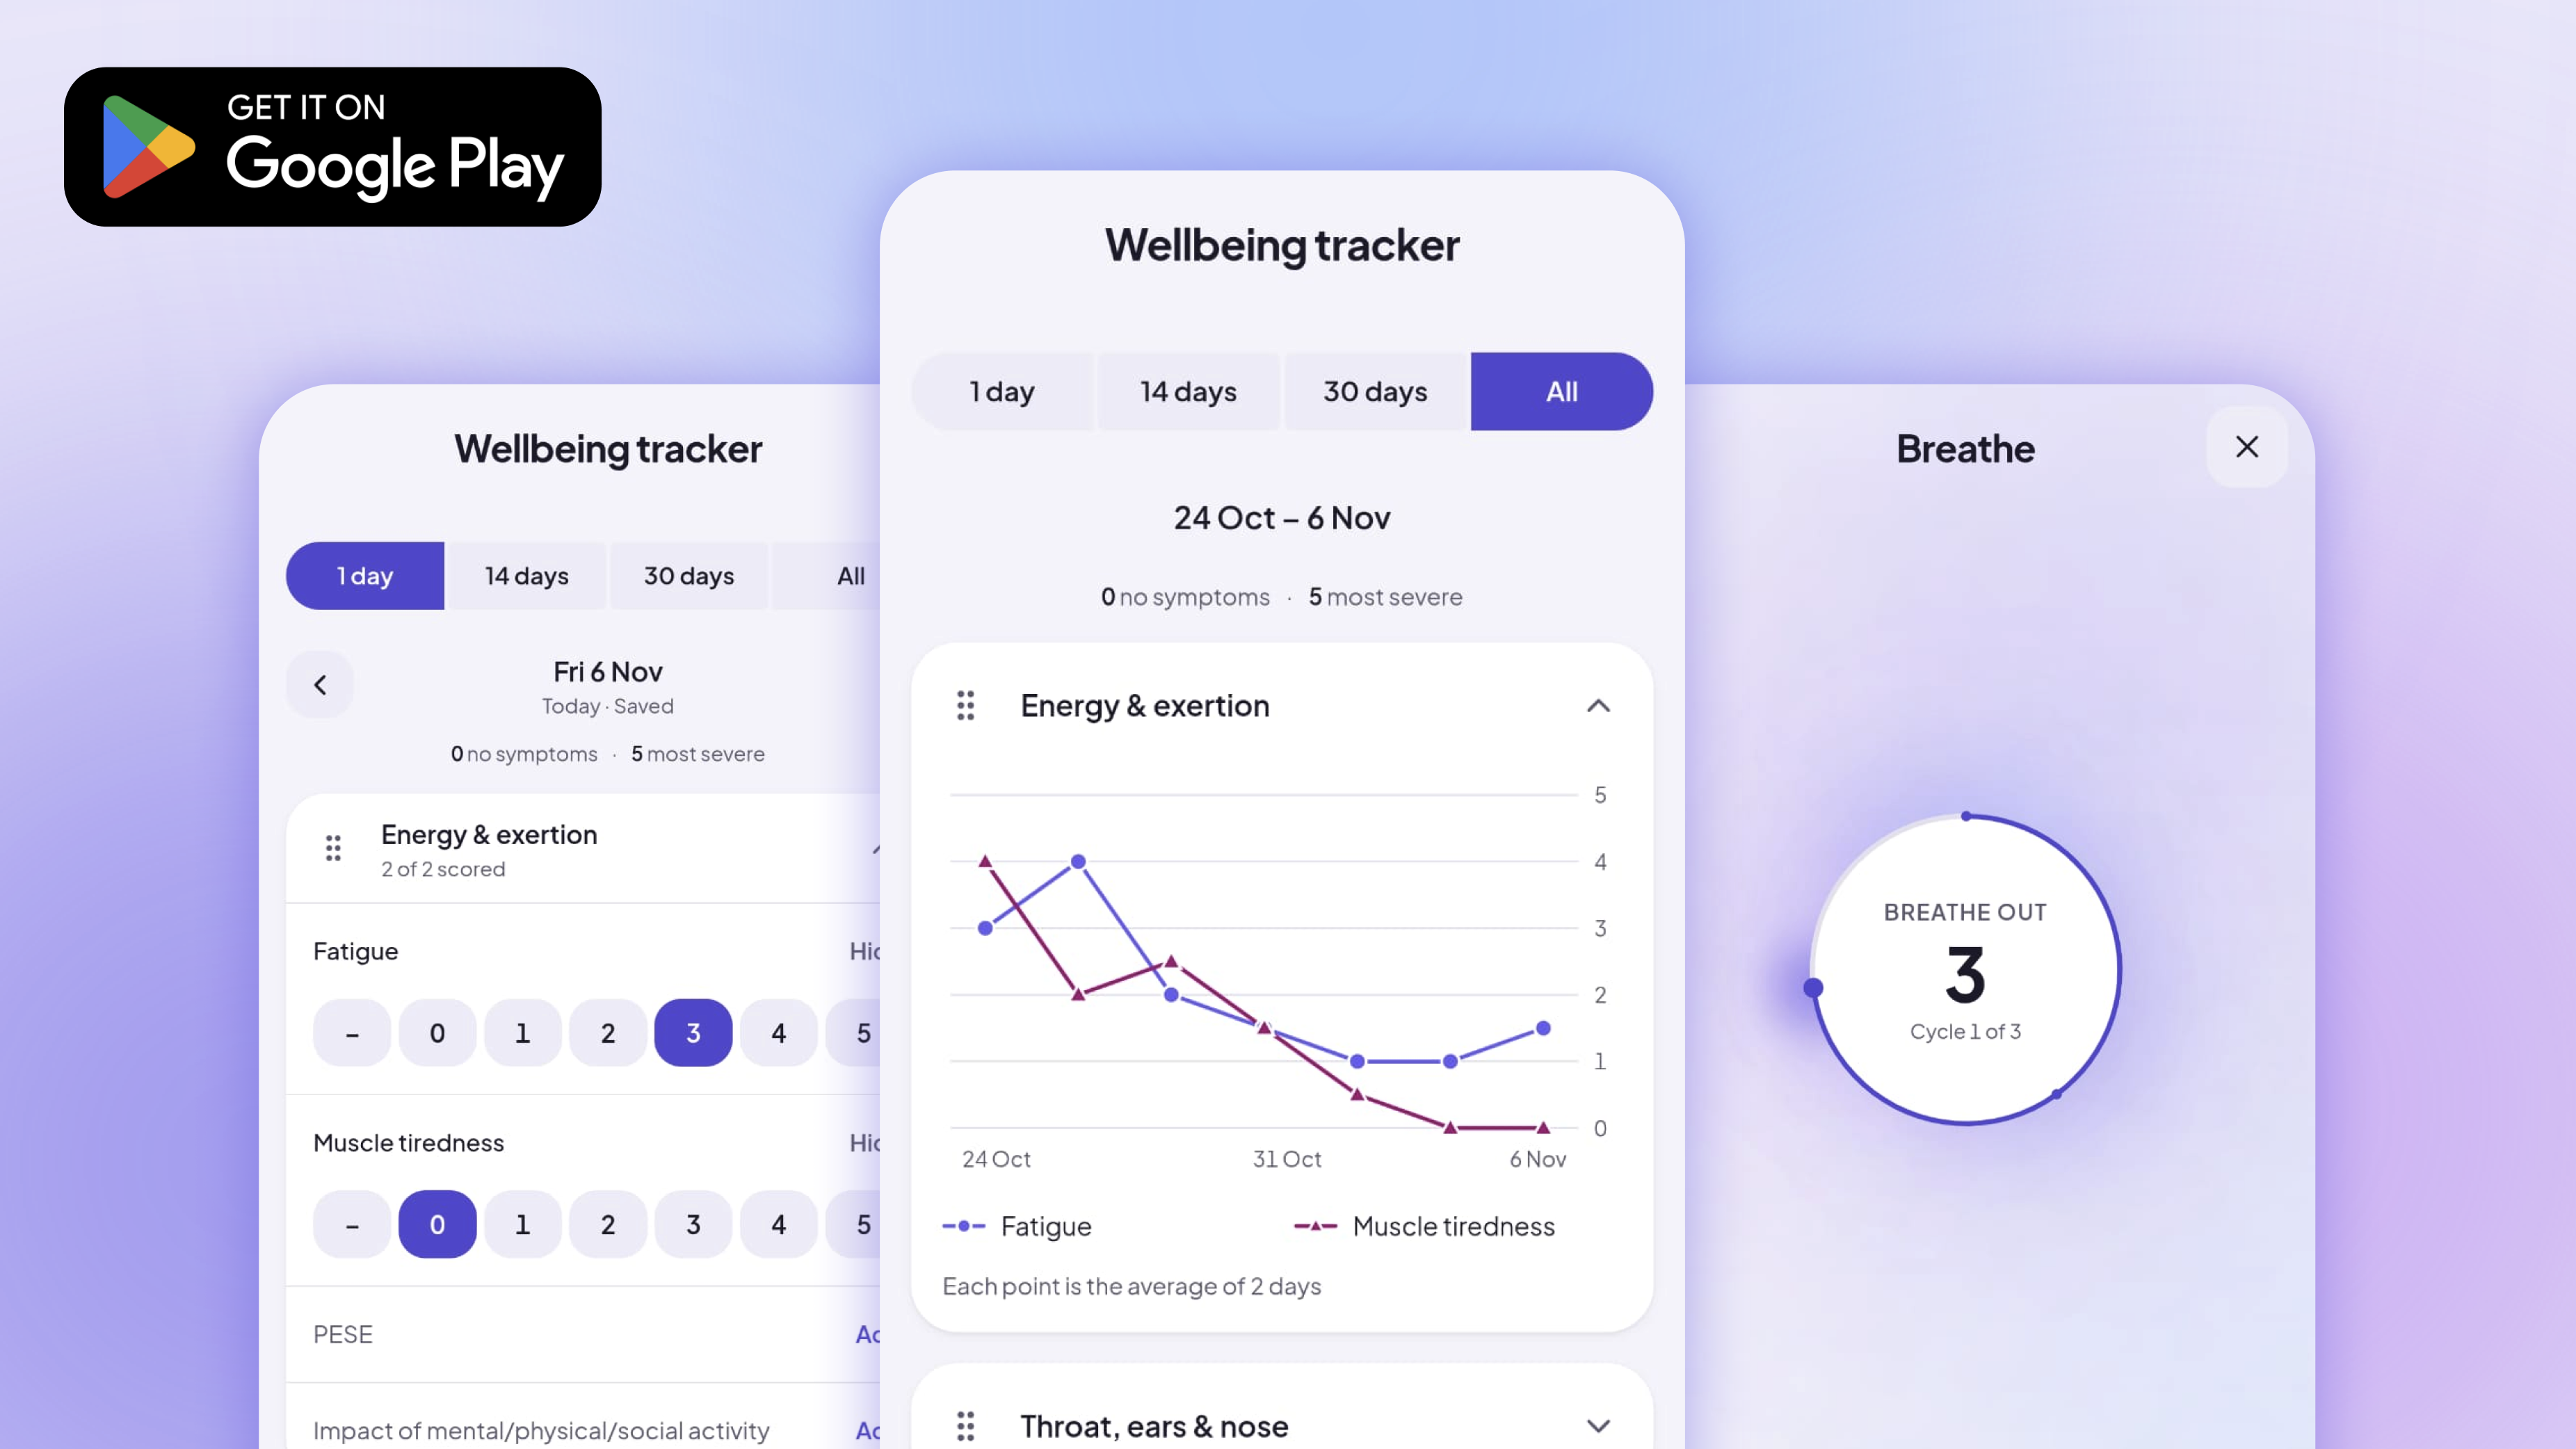 GET IT ON
Google Play
Wellbeing tracker
1 day
14 days
30 days
All
Fri 6 Nov
Today · Saved
0 no symptoms · 5 most severe
Energy & exertion
2 of 2 scored
Fatigue
– 0 1 2 3 4 5
Muscle tiredness
– 0 1 2 3 4 5
PESE
Impact of mental/physical/social activity
Wellbeing tracker
1 day
14 days
30 days
All
24 Oct – 6 Nov
0 no symptoms · 5 most severe
Energy & exertion
5
4
3
2
1
0
24 Oct
31 Oct
6 Nov
Fatigue
Muscle tiredness
Each point is the average of 2 days
Throat, ears & nose
Breathe
BREATHE OUT
3
Cycle 1 of 3